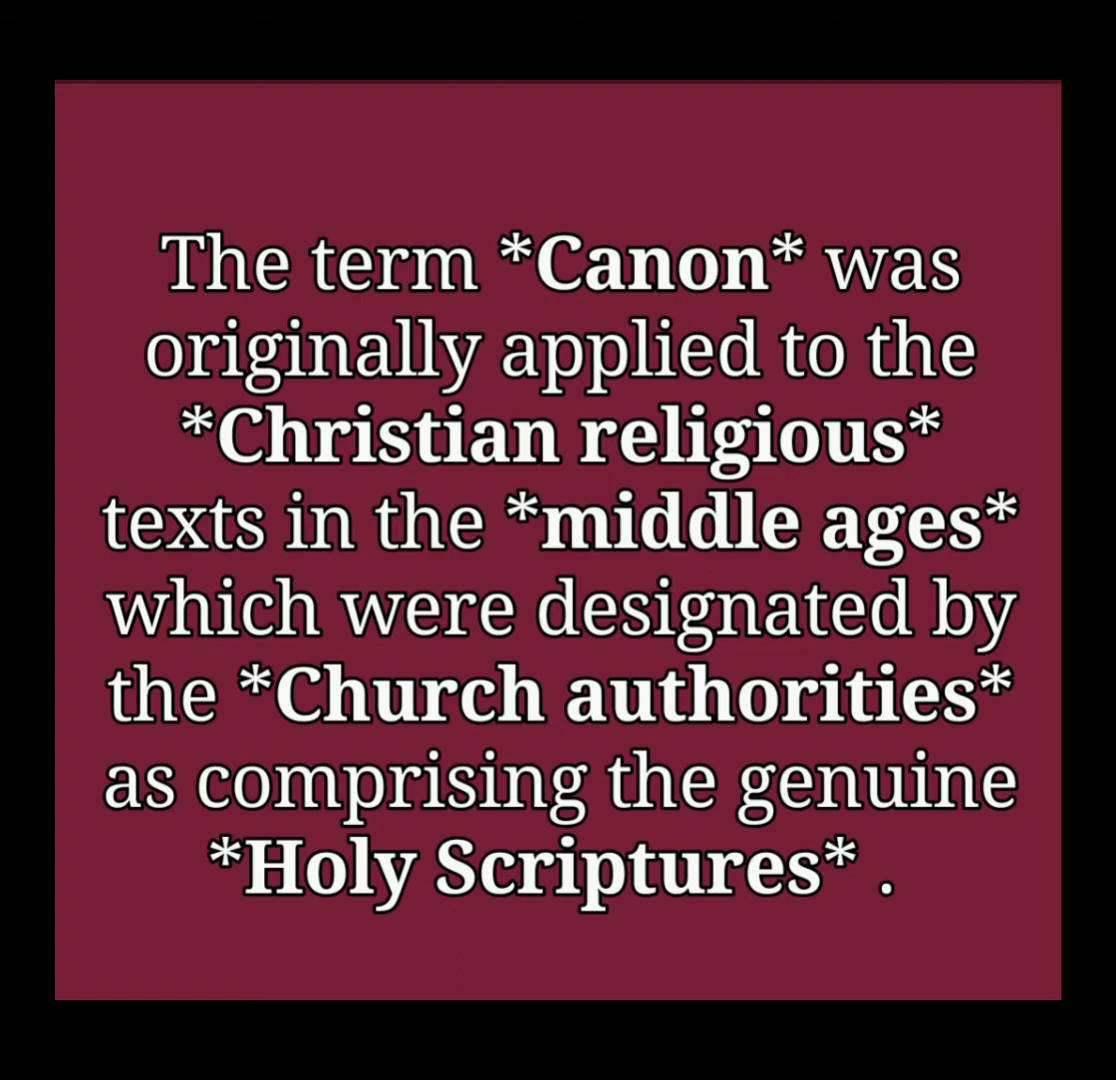 The term *Canon* was
originally applied to the
*Christian religious*
texts in the *middle ages*
which were designated by
the *Church authorities*
as comprising the genuine
*Holy Scriptures* .